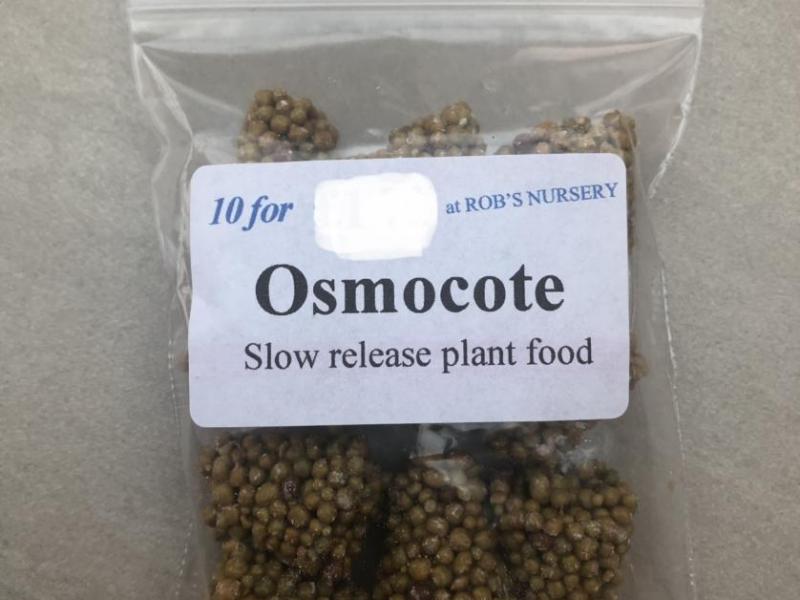 10 for at ROB'S NURSERY
Osmocote
Slow release plant food